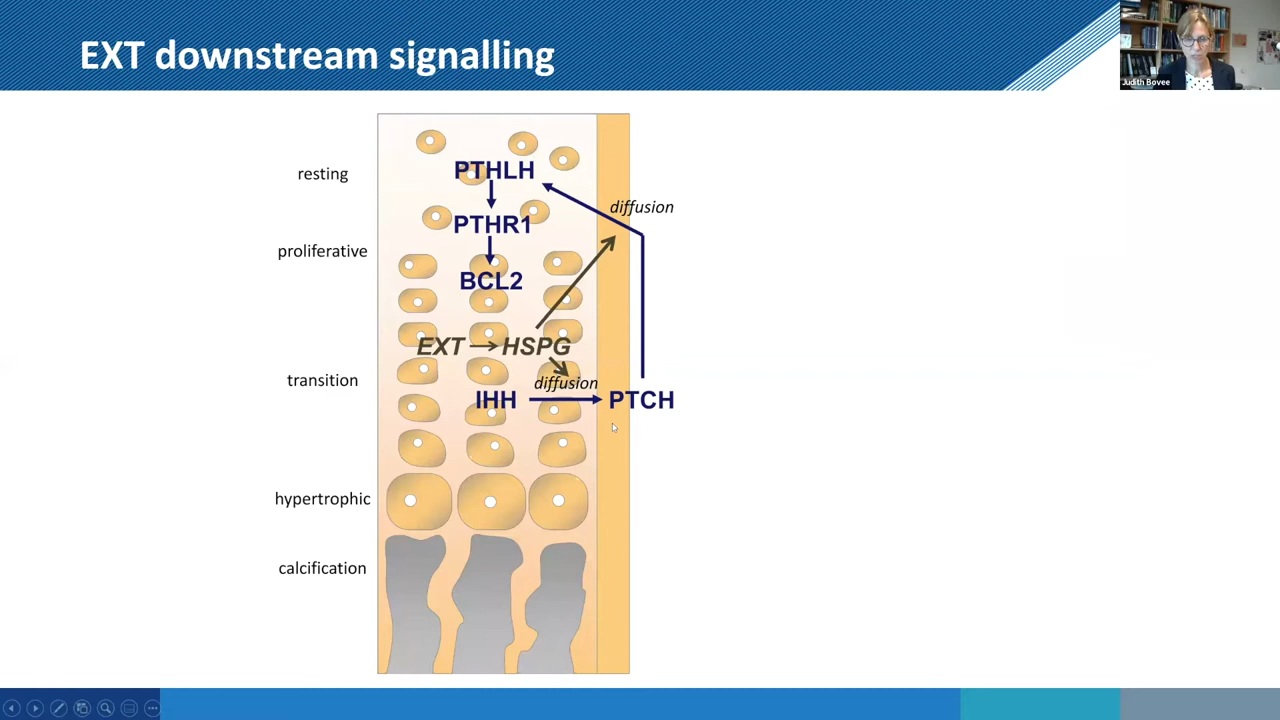 EXT downstream signalling
Judith Bovee
resting
PTHLH
diffusion
PTHR1
proliferative
BCL2
EXT → HSPG
transition
diffusion
IHH
PTCH
hypertrophic
calcification